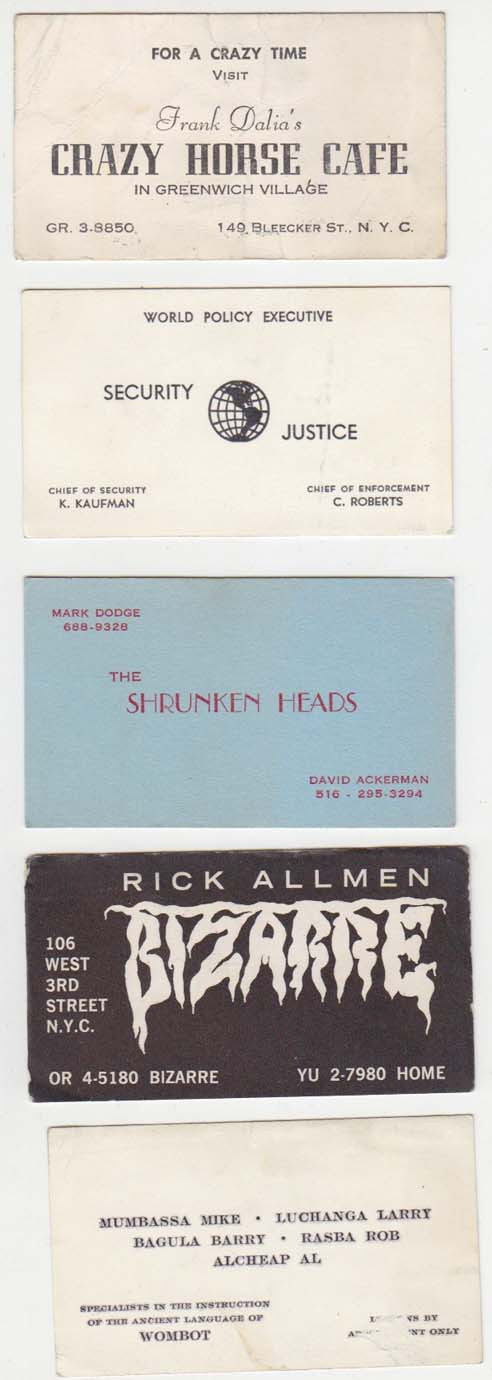 FOR A CRAZY TIME
VISIT
Frank Dalia's
CRAZY HORSE CAFE
IN GREENWICH VILLAGE
GR. 3-8850. 149 BLEECKER ST., N. Y. C.
WORLD POLICY EXECUTIVE
SECURITY
JUSTICE
CHIEF OF SECURITY
K. KAUFMAN
CHIEF OF ENFORCEMENT
C. ROBERTS
MARK DODGE
688-9328
THE
SHRUNKEN HEADS
DAVID ACKERMAN
516 - 295-3294
RICK ALLMEN
BIZARRE
106
WEST
3RD
STREET
N.Y.C.
OR 4-5180 BIZARRE YU 2-7980 HOME
MUMBASSA MIKE • LUCHANGA LARRY
BAGULA BARRY • RASBA ROB
ALCHEAP AL
SPECIALISTS IN THE INSTRUCTION
OF THE ANCIENT LANGUAGE OF
WOMBOT
BY
ONLY